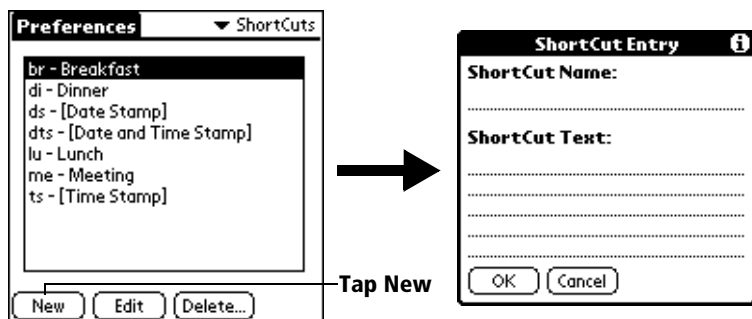 Preferences ShortCuts
br - Breakfast
di - Dinner
ds - [Date Stamp]
dts - [Date and Time Stamp]
lu - Lunch
me - Meeting
ts - [Time Stamp]
New Edit Delete...
Tap New
ShortCut Entry i
ShortCut Name:
ShortCut Text:
OK Cancel